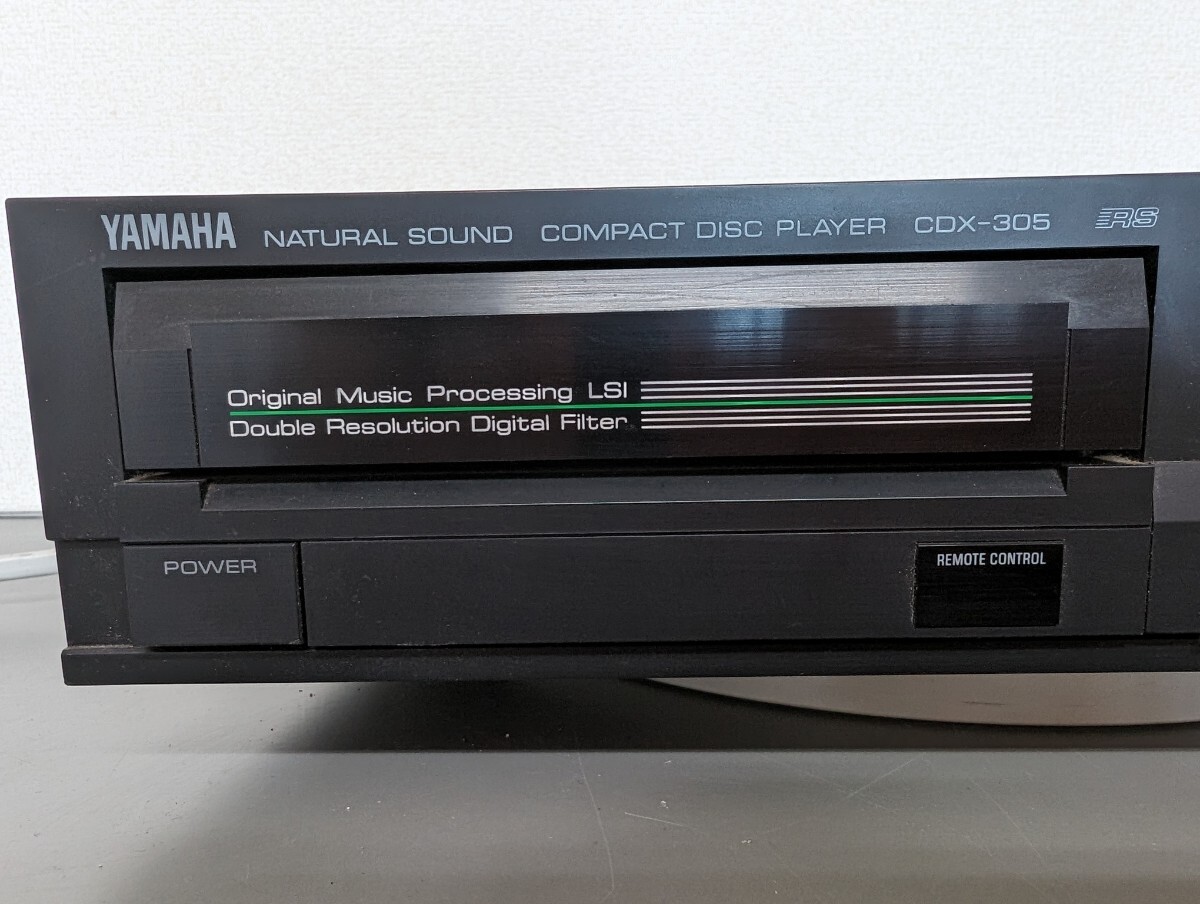 YAMAHA NATURAL SOUND COMPACT DISC PLAYER CDX-305 RS
Original Music Processing LSI
Double Resolution Digital Filter
POWER
REMOTE CONTROL